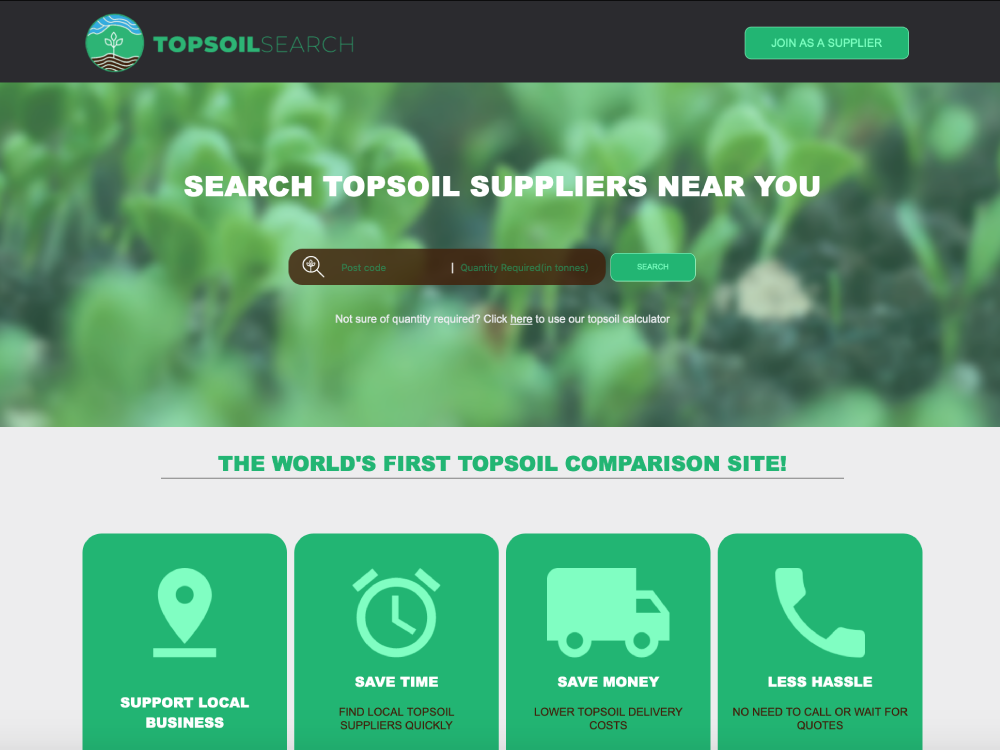 TOPSOILSEARCH
JOIN AS A SUPPLIER
SEARCH TOPSOIL SUPPLIERS NEAR YOU
Post code | Quantity Required(in tonnes)
SEARCH
Not sure of quantity required? Click here to use our topsoil calculator
THE WORLD'S FIRST TOPSOIL COMPARISON SITE!
SUPPORT LOCAL
BUSINESS
SAVE TIME
FIND LOCAL TOPSOIL
SUPPLIERS QUICKLY
SAVE MONEY
LOWER TOPSOIL DELIVERY
COSTS
LESS HASSLE
NO NEED TO CALL OR WAIT FOR
QUOTES